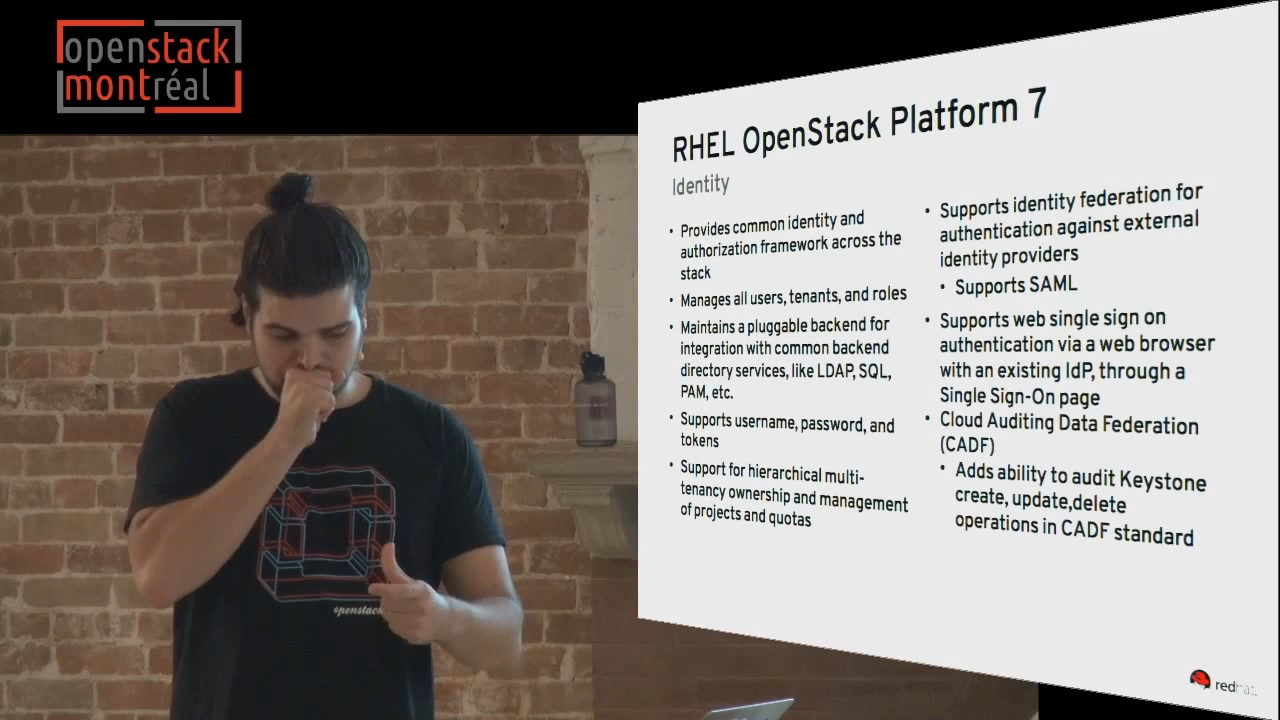 openstack
montréal
RHEL OpenStack Platform 7
Identity
• Provides common identity and
authorization framework across the
stack
• Manages all users, tenants, and roles
• Maintains a pluggable backend for
integration with common backend
directory services, like LDAP, SQL,
PAM, etc.
• Supports username, password, and
tokens
• Support for hierarchical multi-
tenancy ownership and management
of projects and quotas
• Supports identity federation for
authentication against external
identity providers
• Supports SAML
• Supports web single sign on
authentication via a web browser
with an existing IdP, through a
Single Sign-On page
• Cloud Auditing Data Federation
(CADF)
• Adds ability to audit Keystone
create, update,delete
operations in CADF standard
redhat.
openstack